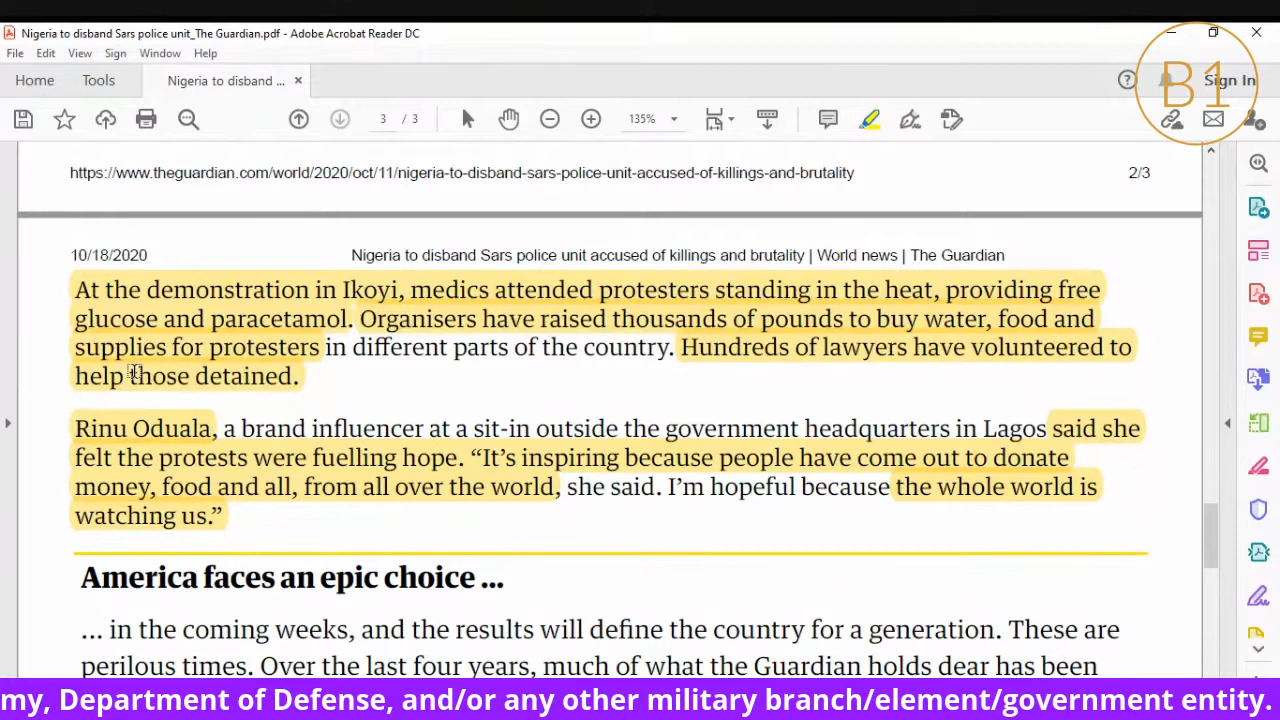 Nigeria to disband Sars police unit_The Guardian.pdf - Adobe Acrobat Reader DC
File Edit View Sign Window Help
Home Tools Nigeria to disband ... × Sign In
B1
3 / 3 135%
https://www.theguardian.com/world/2020/oct/11/nigeria-to-disband-sars-police-unit-accused-of-killings-and-brutality 2/3
10/18/2020 Nigeria to disband Sars police unit accused of killings and brutality | World news | The Guardian
At the demonstration in Ikoyi, medics attended protesters standing in the heat, providing free
glucose and paracetamol. Organisers have raised thousands of pounds to buy water, food and
supplies for protesters in different parts of the country. Hundreds of lawyers have volunteered to
help those detained.
Rinu Oduala, a brand influencer at a sit-in outside the government headquarters in Lagos said she
felt the protests were fuelling hope. “It’s inspiring because people have come out to donate
money, food and all, from all over the world, she said. I’m hopeful because the whole world is
watching us.”
America faces an epic choice ...
... in the coming weeks, and the results will define the country for a generation. These are
perilous times. Over the last four years, much of what the Guardian holds dear has been
my, Department of Defense, and/or any other military branch/element/government entity.